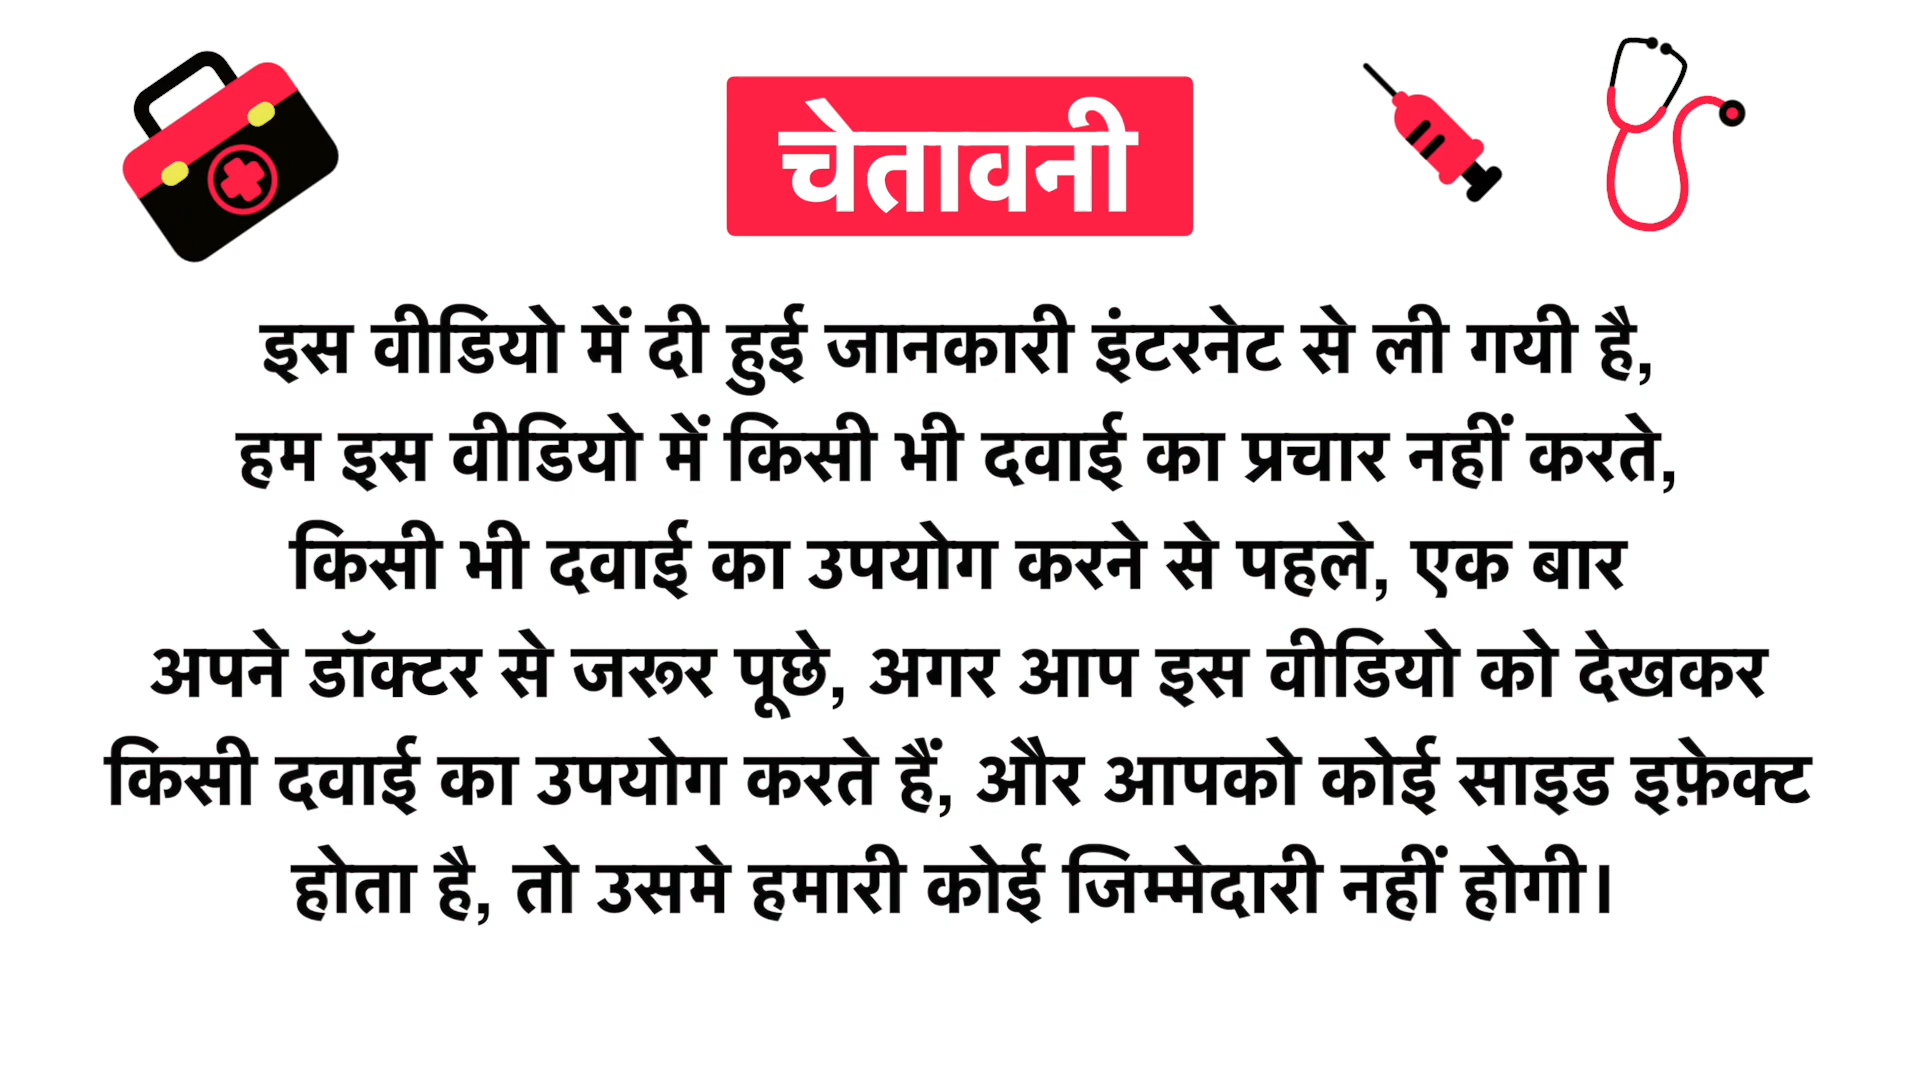 चेतावनी
इस वीडियो में दी हुई जानकारी इंटरनेट से ली गयी है,
हम इस वीडियो में किसी भी दवाई का प्रचार नहीं करते,
किसी भी दवाई का उपयोग करने से पहले, एक बार
अपने डॉक्टर से जरूर पूछे, अगर आप इस वीडियो को देखकर
किसी दवाई का उपयोग करते हैं, और आपको कोई साइड इफ़ेक्ट
होता है, तो उसमे हमारी कोई जिम्मेदारी नहीं होगी।